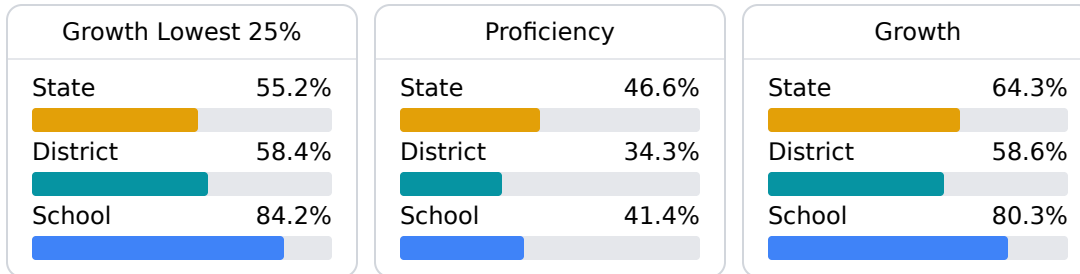 Growth Lowest 25%
State 55.2%
District 58.4%
School 84.2%
Proficiency
State 46.6%
District 34.3%
School 41.4%
Growth
State 64.3%
District 58.6%
School 80.3%